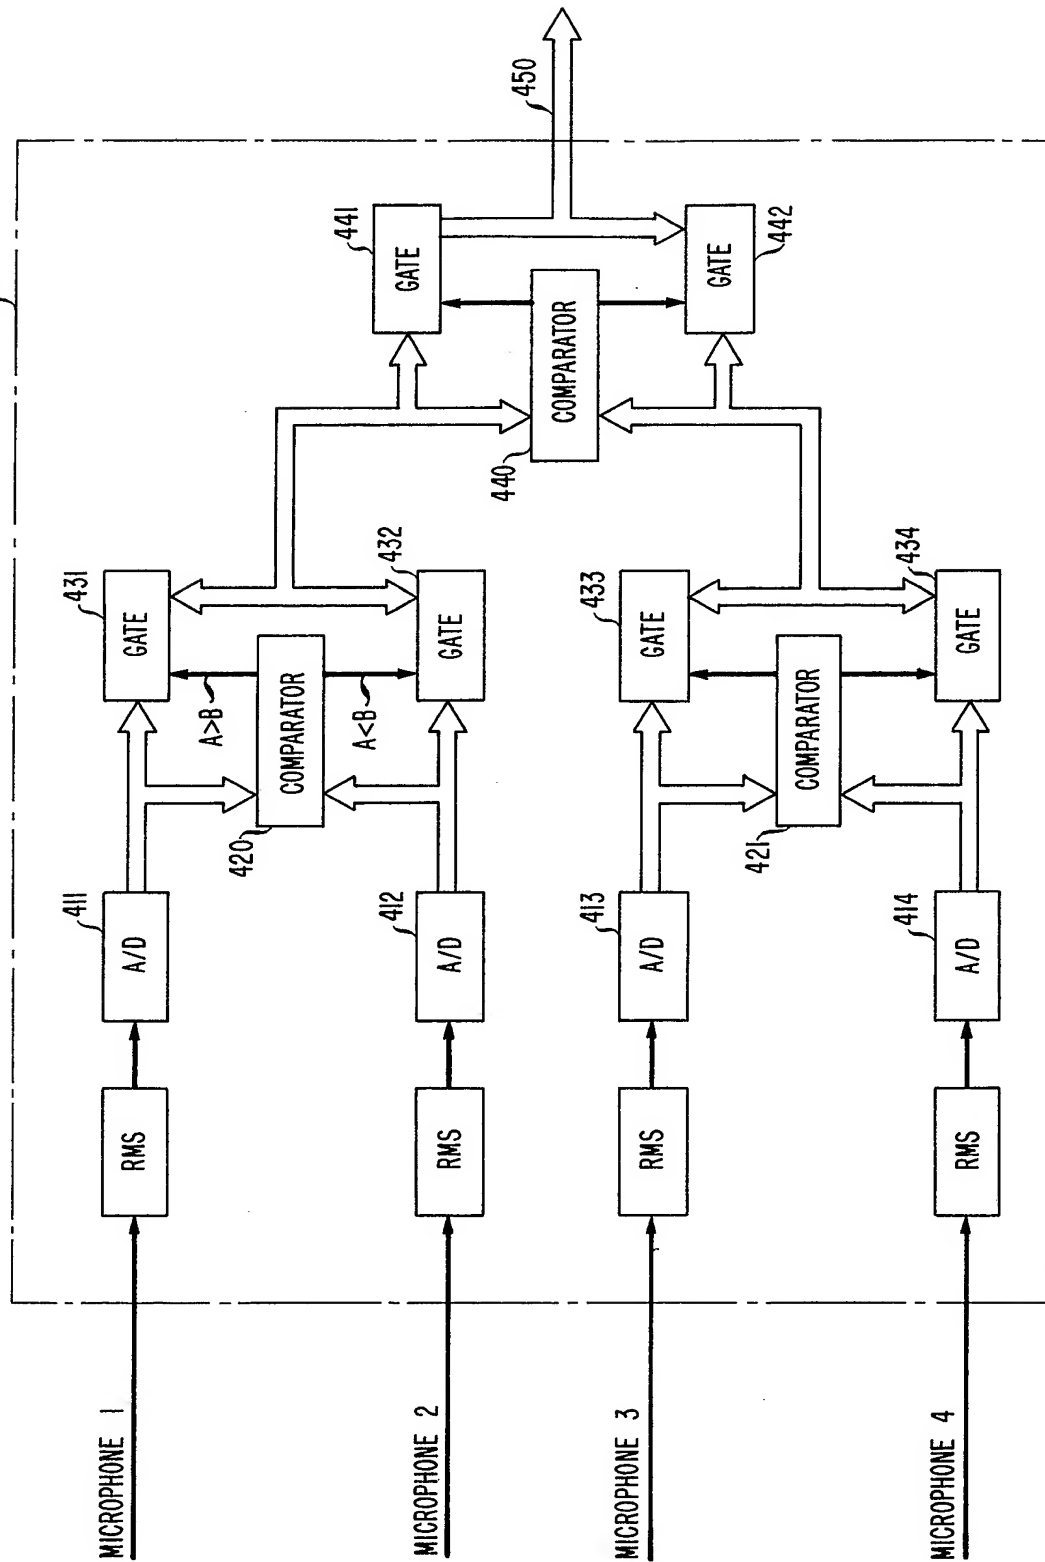 MICROPHONE 1
RMS
A/D
411
GATE
431
MICROPHONE 2
RMS
A/D
412
GATE
432
COMPARATOR
420
A>B
A<B
MICROPHONE 3
RMS
A/D
413
GATE
433
MICROPHONE 4
RMS
A/D
414
GATE
434
COMPARATOR
421
COMPARATOR
440
GATE
441
GATE
442
450